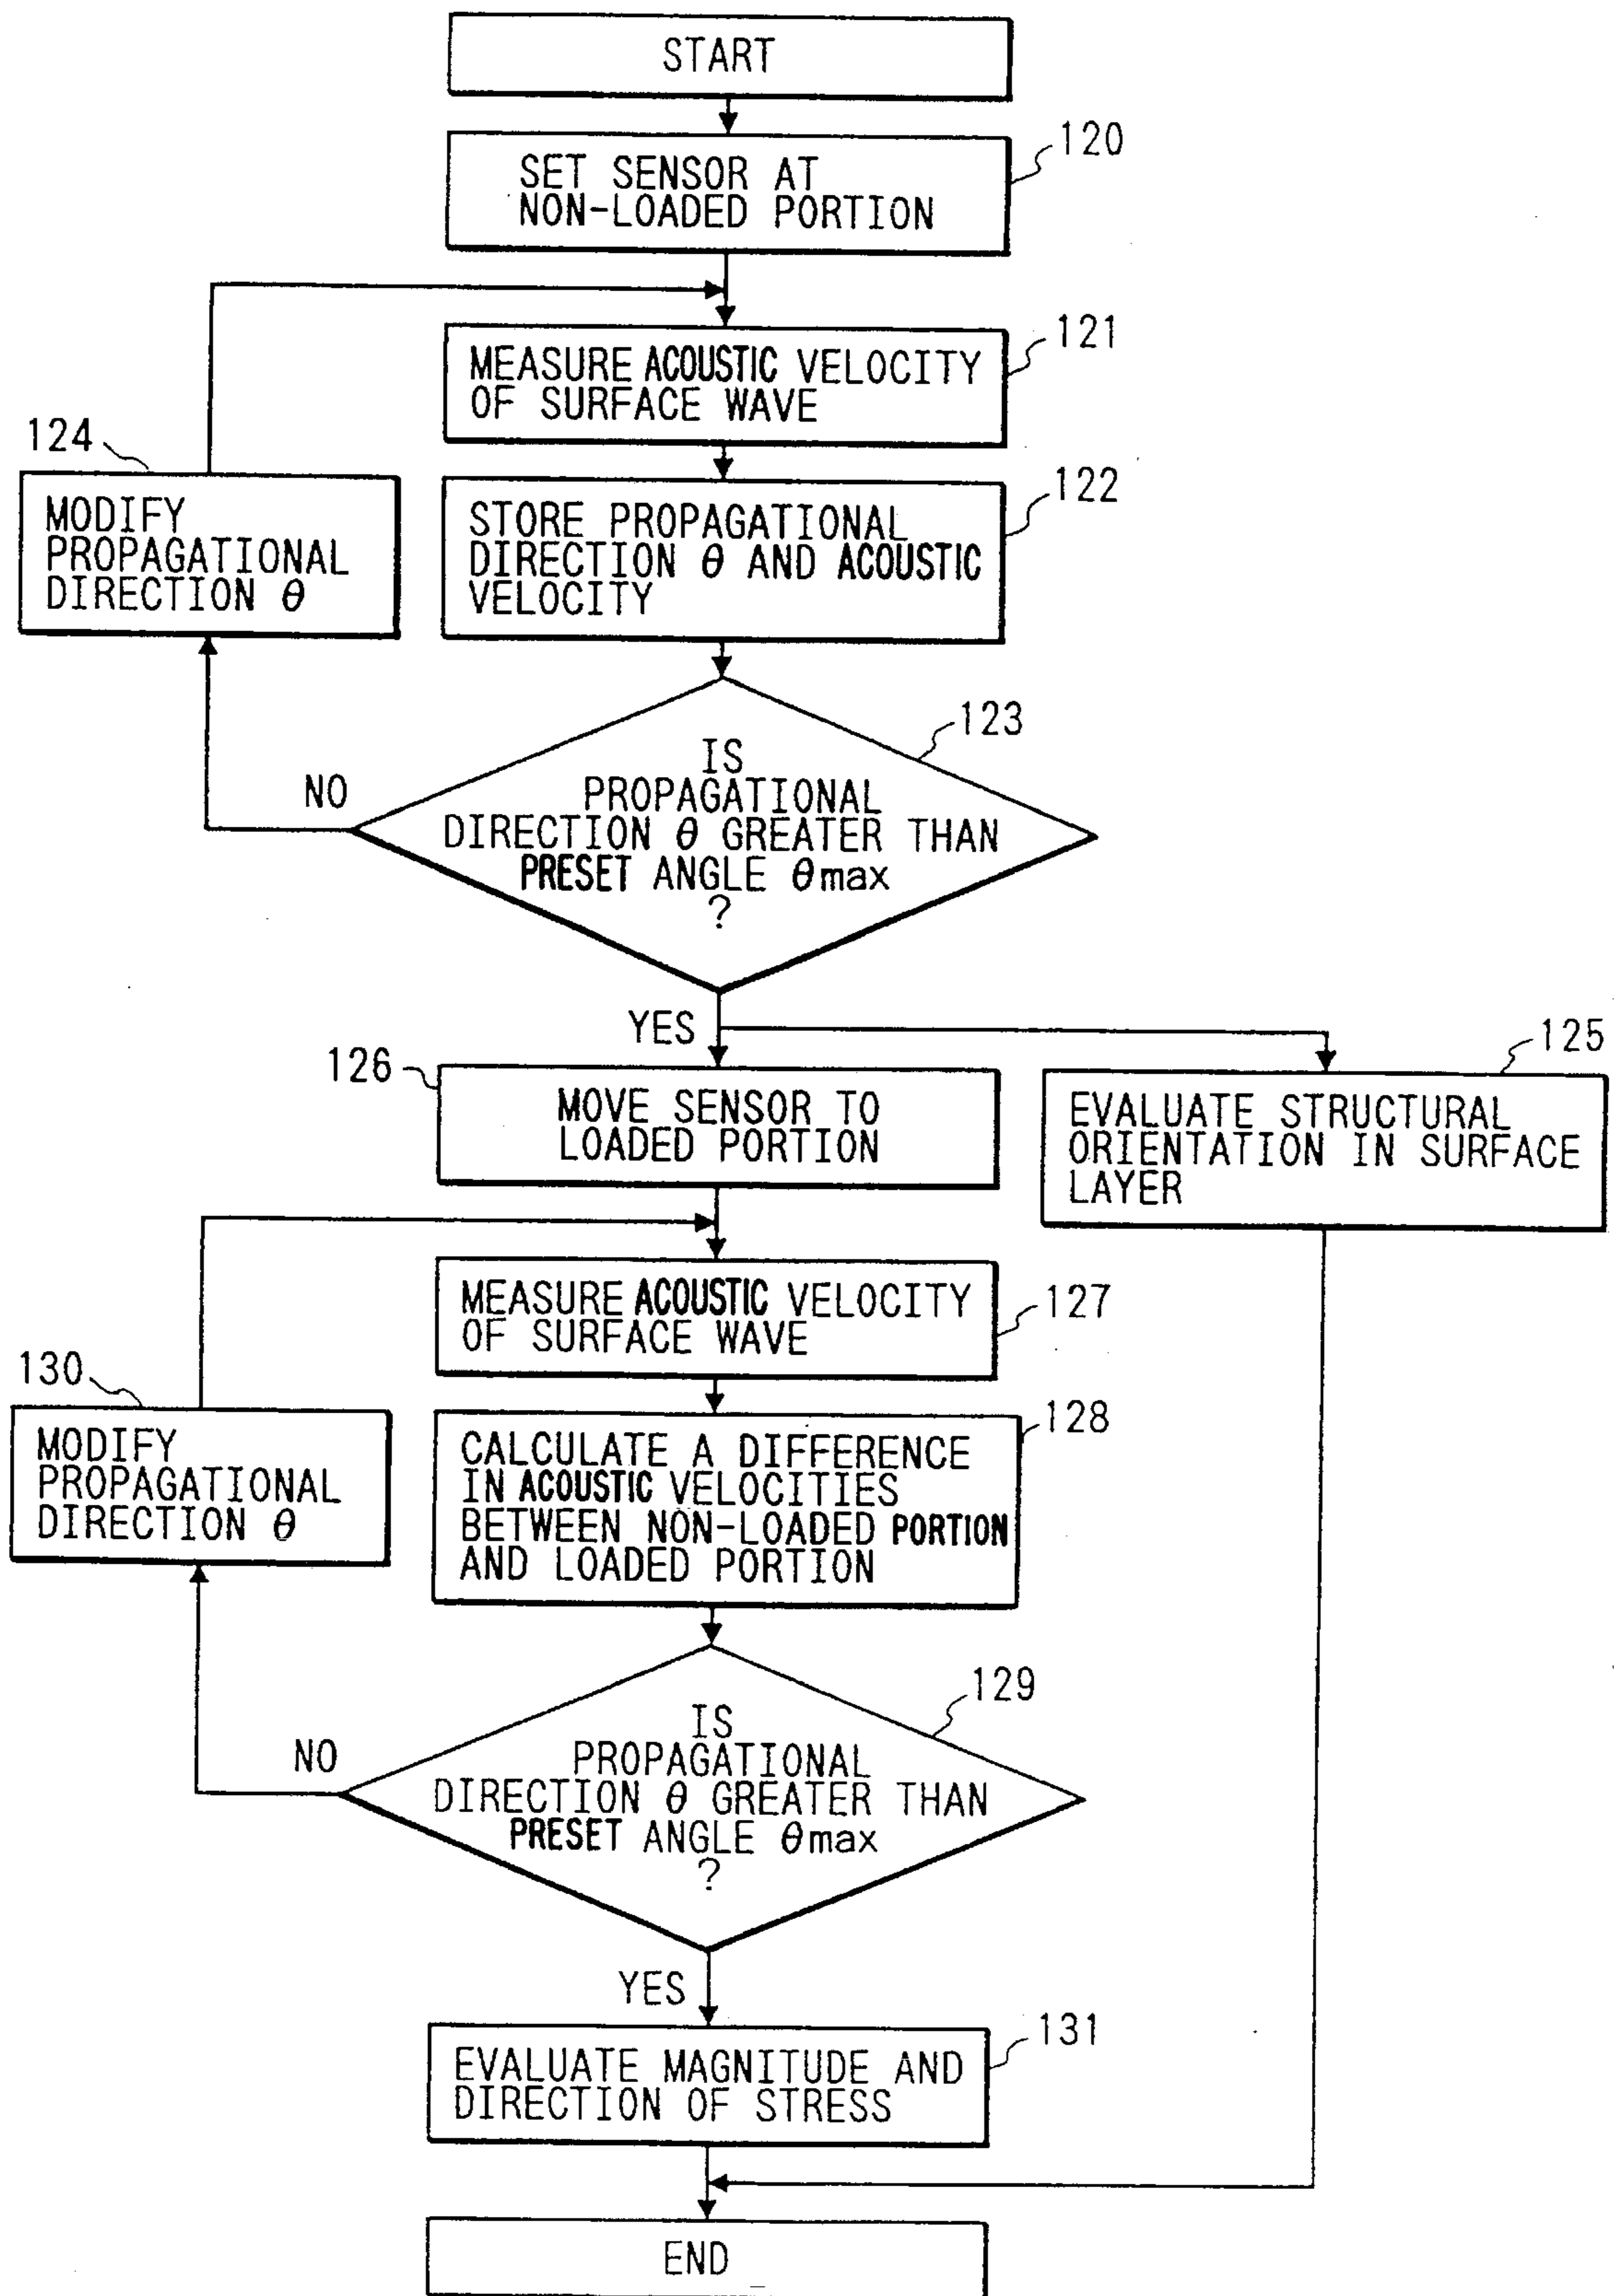 START
120
SET SENSOR AT
NON-LOADED PORTION
121
MEASURE ACOUSTIC VELOCITY
OF SURFACE WAVE
124
MODIFY
PROPAGATIONAL
DIRECTION θ
122
STORE PROPAGATIONAL
DIRECTION θ AND ACOUSTIC
VELOCITY
123
IS
PROPAGATIONAL
DIRECTION θ GREATER THAN
PRESET ANGLE θmax
?
NO
YES
126
MOVE SENSOR TO
LOADED PORTION
125
EVALUATE STRUCTURAL
ORIENTATION IN SURFACE
LAYER
127
MEASURE ACOUSTIC VELOCITY
OF SURFACE WAVE
130
MODIFY
PROPAGATIONAL
DIRECTION θ
128
CALCULATE A DIFFERENCE
IN ACOUSTIC VELOCITIES
BETWEEN NON-LOADED PORTION
AND LOADED PORTION
129
IS
PROPAGATIONAL
DIRECTION θ GREATER THAN
PRESET ANGLE θmax
?
NO
YES
131
EVALUATE MAGNITUDE AND
DIRECTION OF STRESS
END